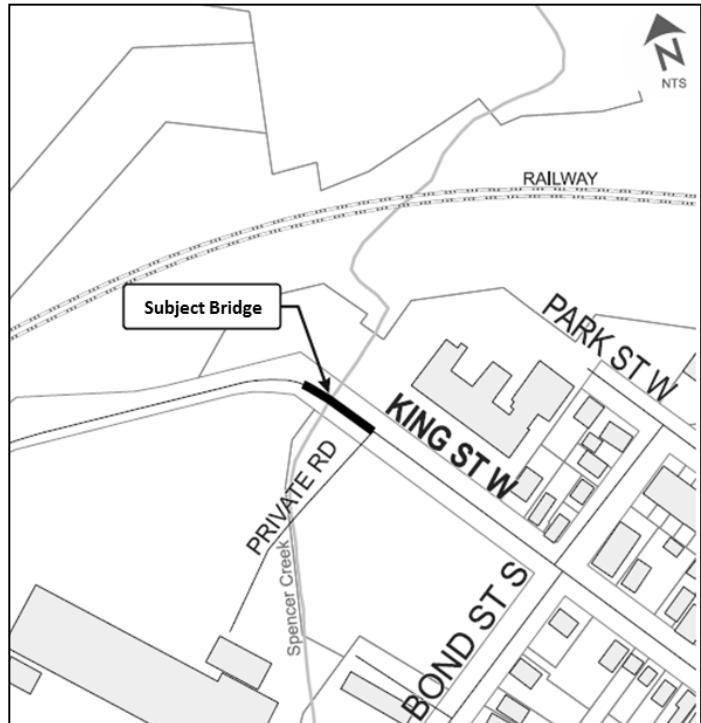 N
NTS
RAILWAY
Subject Bridge
PARK ST W
KING ST W
PRIVATE RD
Spencer Creek
BOND ST S